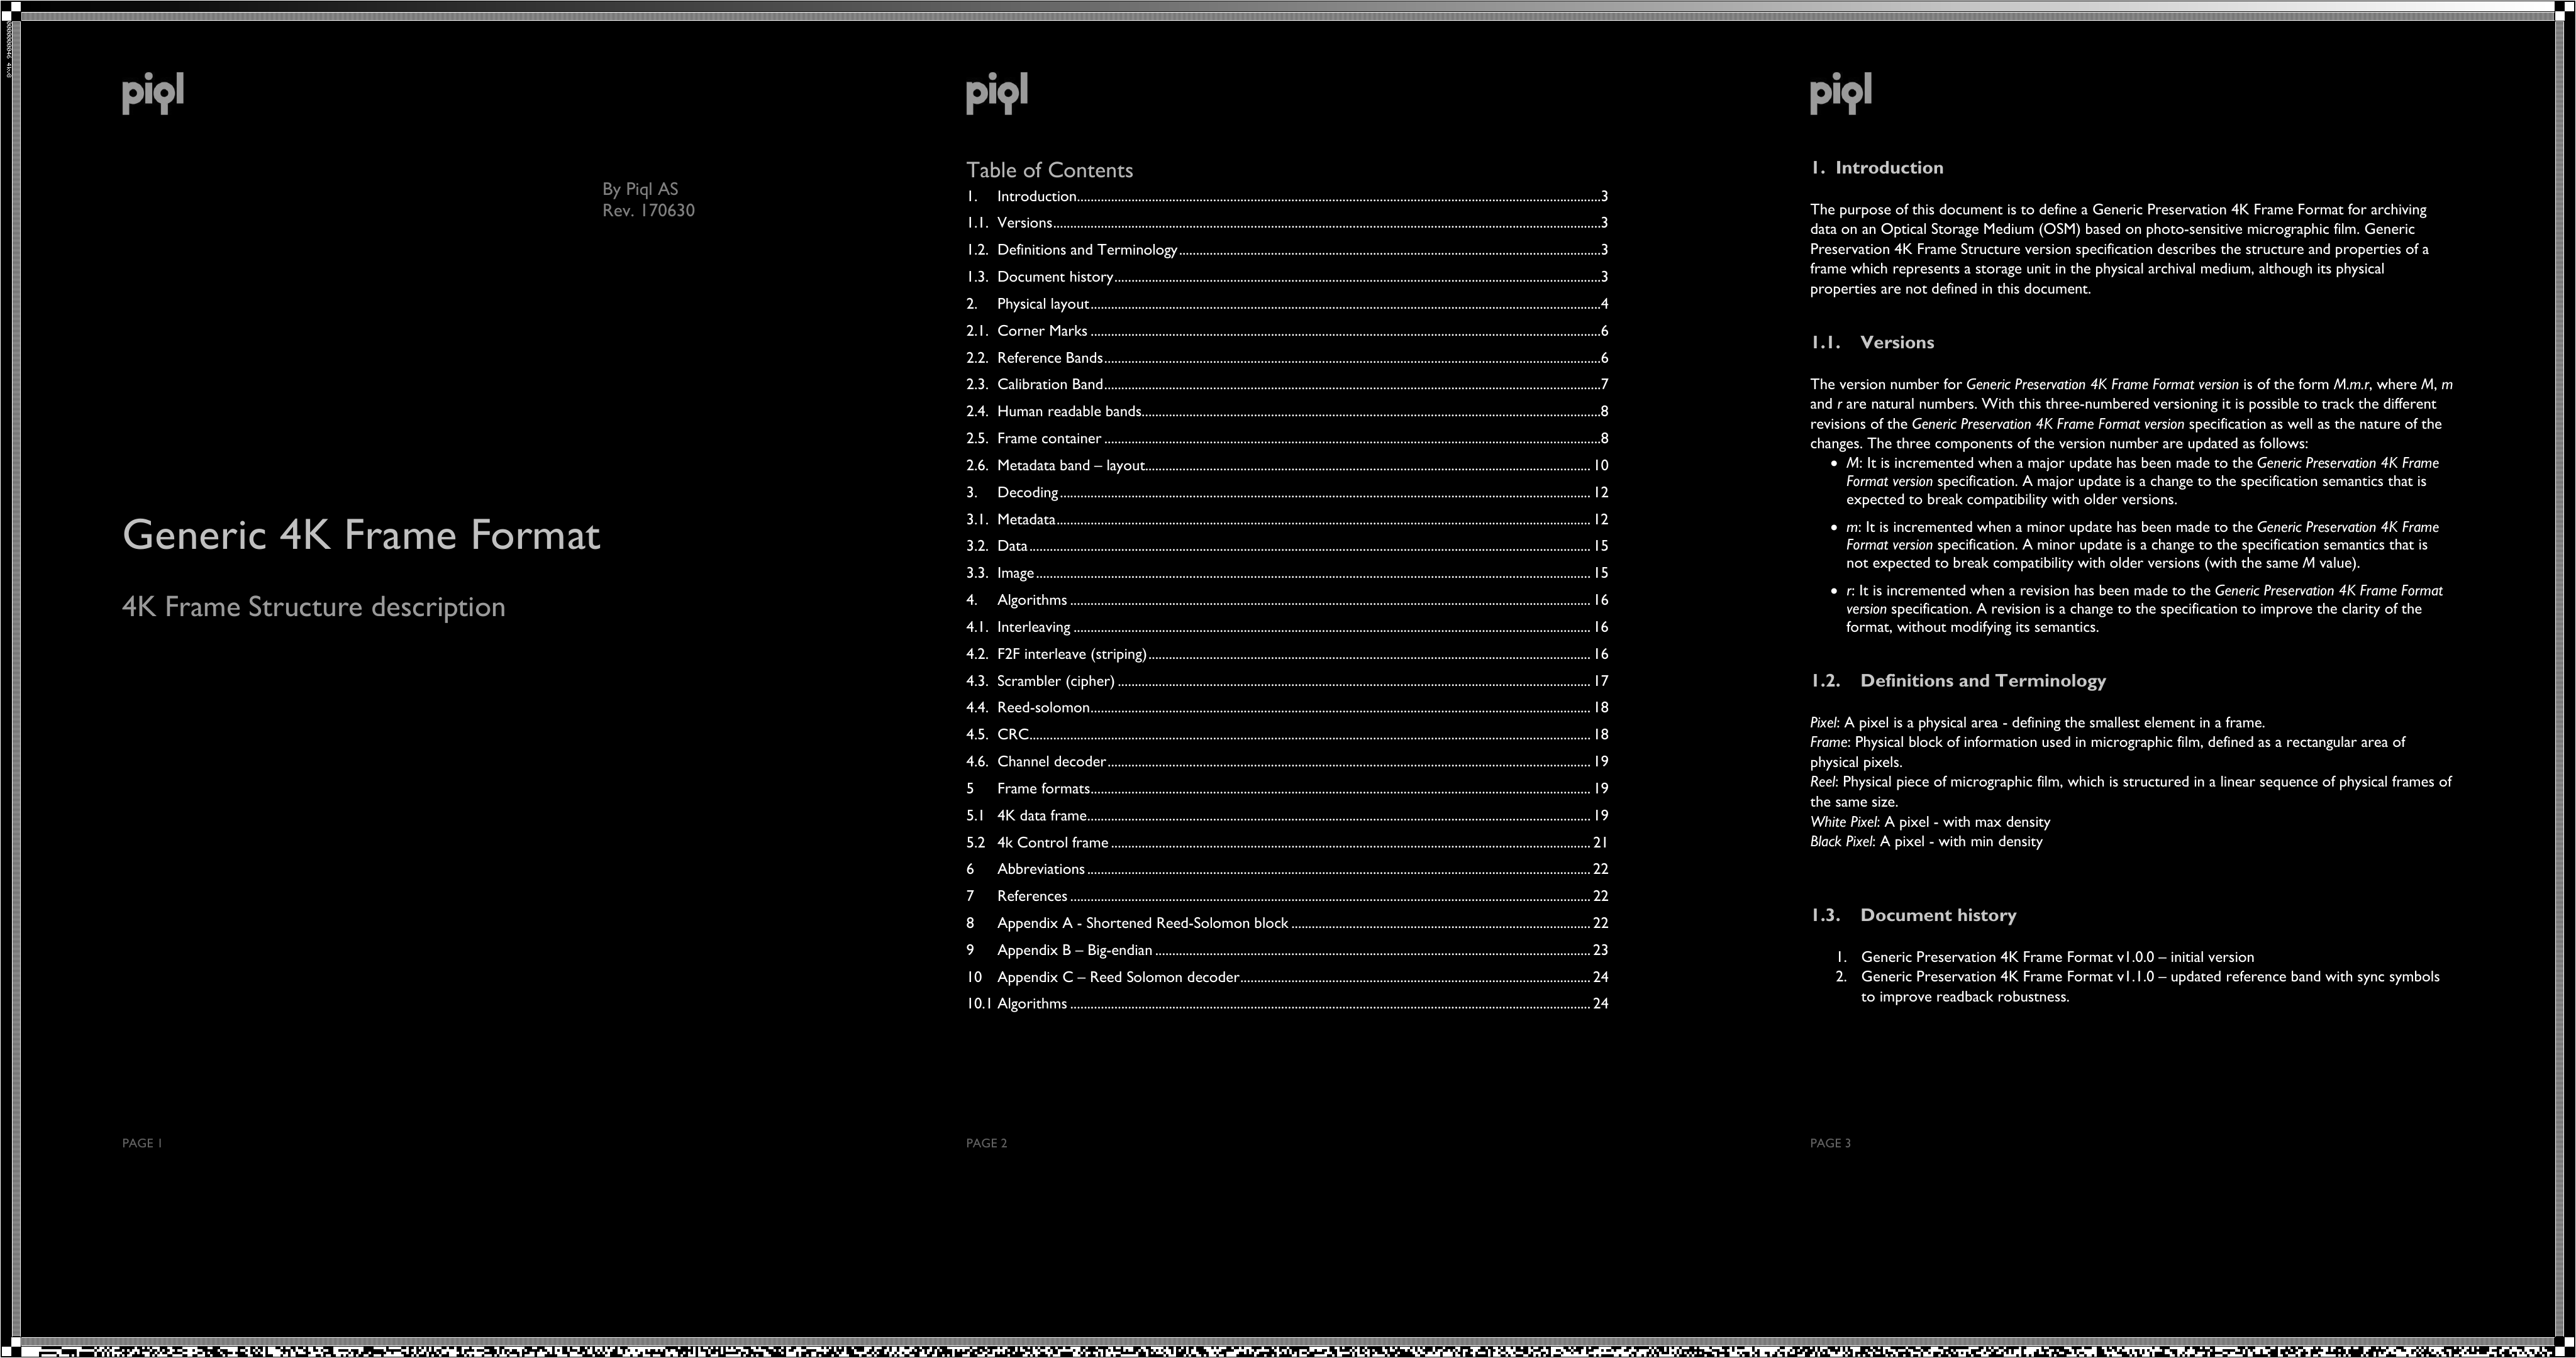 piql
By Piql AS
Rev. 170630
Generic 4K Frame Format
4K Frame Structure description
PAGE 1
piql
Table of Contents
1. Introduction 3
1.1. Versions 3
1.2. Definitions and Terminology 3
1.3. Document history 3
2. Physical layout 4
2.1. Corner Marks 6
2.2. Reference Bands 6
2.3. Calibration Band 7
2.4. Human readable bands 8
2.5. Frame container 8
2.6. Metadata band – layout 10
3. Decoding 12
3.1. Metadata 12
3.2. Data 15
3.3. Image 15
4. Algorithms 16
4.1. Interleaving 16
4.2. F2F interleave (striping) 16
4.3. Scrambler (cipher) 17
4.4. Reed-solomon 18
4.5. CRC 18
4.6. Channel decoder 19
5 Frame formats 19
5.1 4K data frame 19
5.2 4k Control frame 21
6 Abbreviations 22
7 References 22
8 Appendix A - Shortened Reed-Solomon block 22
9 Appendix B – Big-endian 23
10 Appendix C – Reed Solomon decoder 24
10.1 Algorithms 24
PAGE 2
piql
1. Introduction
The purpose of this document is to define a Generic Preservation 4K Frame Format for archiving
data on an Optical Storage Medium (OSM) based on photo-sensitive micrographic film. Generic
Preservation 4K Frame Structure version specification describes the structure and properties of a
frame which represents a storage unit in the physical archival medium, although its physical
properties are not defined in this document.
1.1. Versions
The version number for Generic Preservation 4K Frame Format version is of the form M.m.r, where M, m
and r are natural numbers. With this three-numbered versioning it is possible to track the different
revisions of the Generic Preservation 4K Frame Format version specification as well as the nature of the
changes. The three components of the version number are updated as follows:
• M: It is incremented when a major update has been made to the Generic Preservation 4K Frame
Format version specification. A major update is a change to the specification semantics that is
expected to break compatibility with older versions.
• m: It is incremented when a minor update has been made to the Generic Preservation 4K Frame
Format version specification. A minor update is a change to the specification semantics that is
not expected to break compatibility with older versions (with the same M value).
• r: It is incremented when a revision has been made to the Generic Preservation 4K Frame Format
version specification. A revision is a change to the specification to improve the clarity of the
format, without modifying its semantics.
1.2. Definitions and Terminology
Pixel: A pixel is a physical area - defining the smallest element in a frame.
Frame: Physical block of information used in micrographic film, defined as a rectangular area of
physical pixels.
Reel: Physical piece of micrographic film, which is structured in a linear sequence of physical frames of
the same size.
White Pixel: A pixel - with max density
Black Pixel: A pixel - with min density
1.3. Document history
1. Generic Preservation 4K Frame Format v1.0.0 – initial version
2. Generic Preservation 4K Frame Format v1.1.0 – updated reference band with sync symbols
to improve readback robustness.
PAGE 3